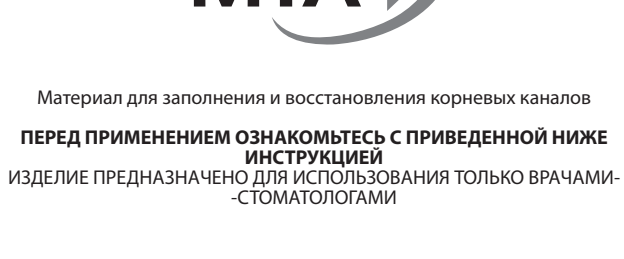 Материал для заполнения и восстановления корневых каналов
ПЕРЕД ПРИМЕНЕНИЕМ ОЗНАКОМЬТЕСЬ С ПРИВЕДЕННОЙ НИЖЕ
ИНСТРУКЦИЕЙ
ИЗДЕЛИЕ ПРЕДНАЗНАЧЕНО ДЛЯ ИСПОЛЬЗОВАНИЯ ТОЛЬКО ВРАЧАМИ-
-СТОМАТОЛОГАМИ